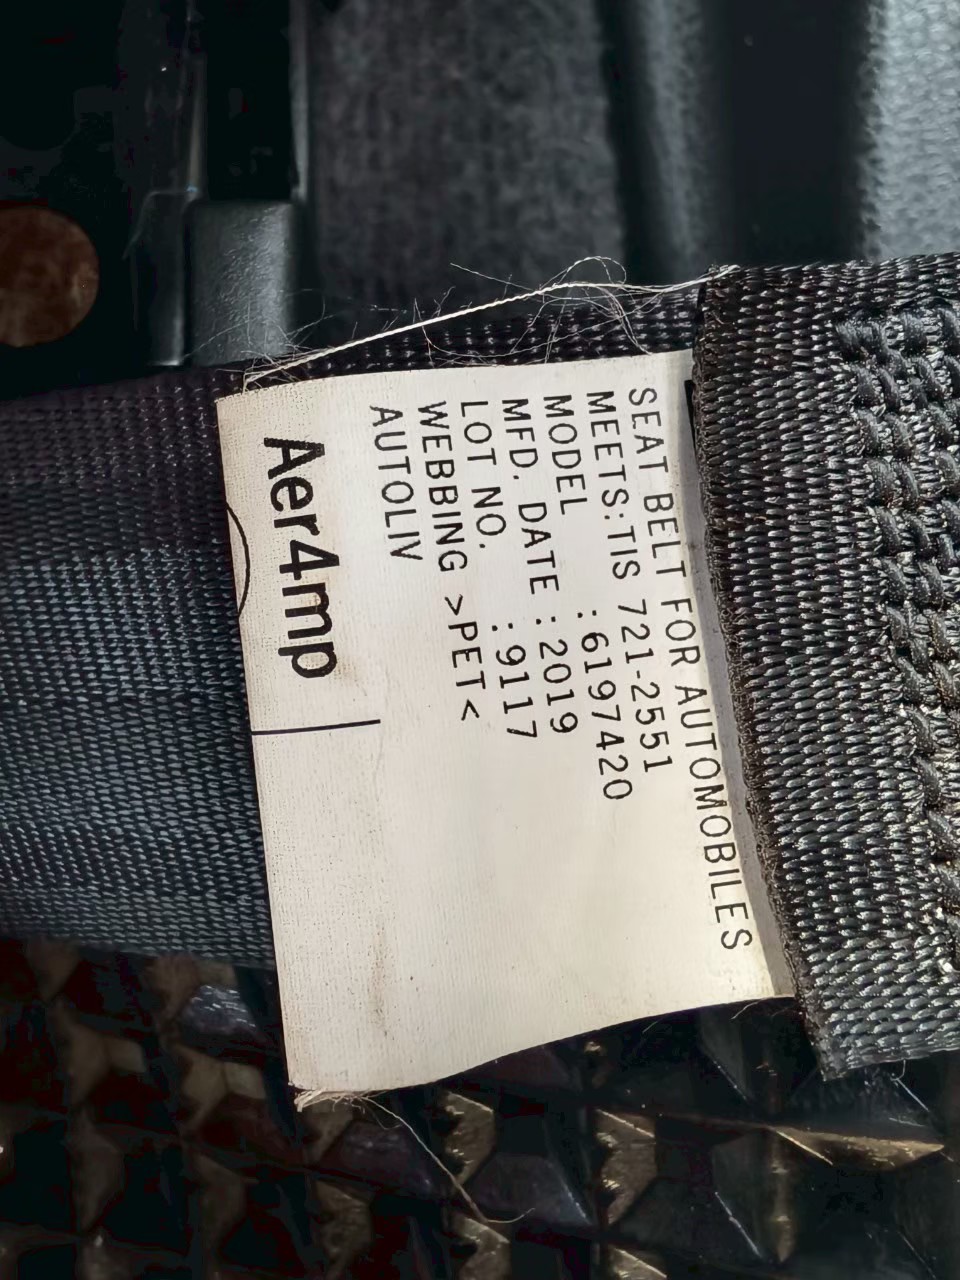 SEAT BELT FOR AUTOMOBILES
MEETS:TIS 721-2551
MODEL : 6197420
MFD. DATE : 2019
LOT NO. : 9117
WEBBING >PET<
AUTOLIV
Aer4mp